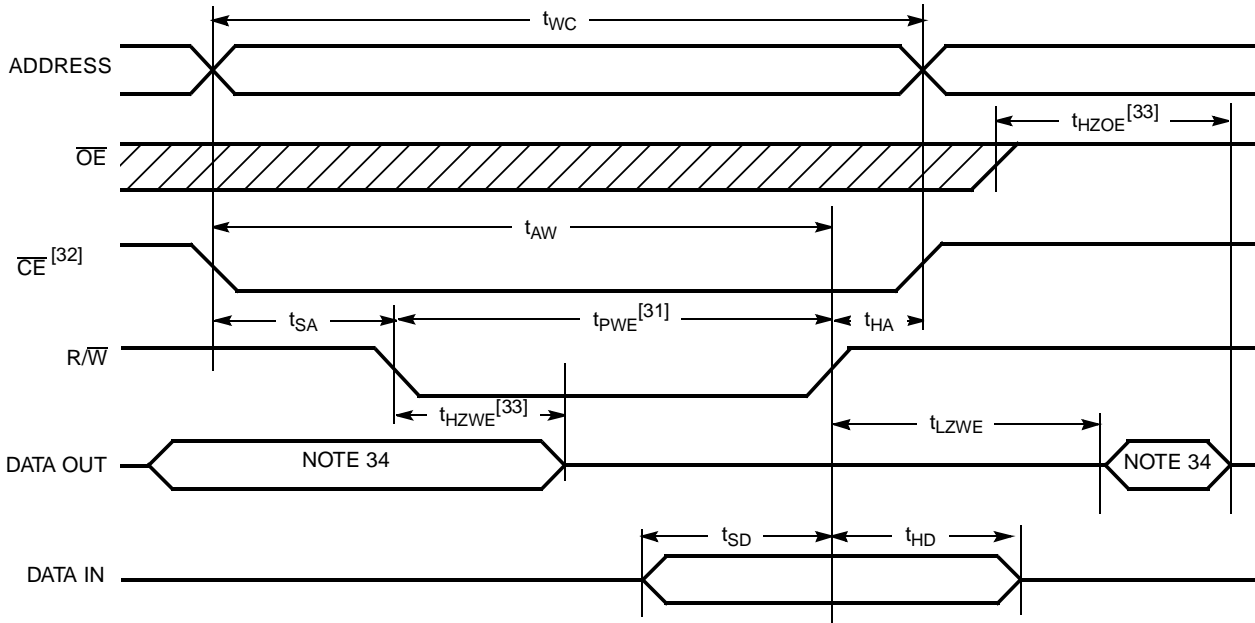 tWC
ADDRESS
tHZOE[33]
OE
tAW
CE[32]
tSA
tPWE[31]
tHA
R/W
tHZWE[33]
tLZWE
DATA OUT
NOTE 34
NOTE 34
tSD
tHD
DATA IN